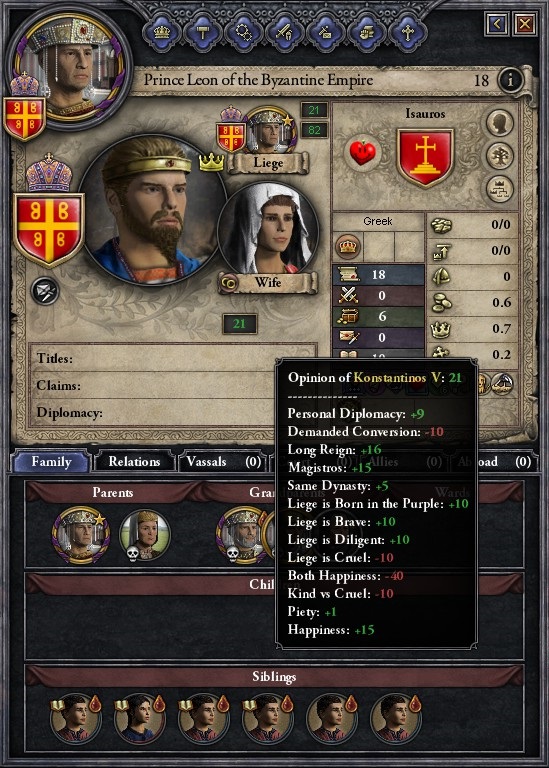 Prince Leon of the Byzantine Empire 18
21
82
Isauros
Liege
Wife
21
Greek
18
0
6
0
0/0
0/0
0
0.6
0.7
0.2
Titles:
Claims:
Diplomacy:
Opinion of Konstantinos V: 21
--------------
Personal Diplomacy: +9
Demanded Conversion: -10
Long Reign: +16
Magistros: +15
Same Dynasty: +5
Liege is Born in the Purple: +10
Liege is Brave: +10
Liege is Diligent: +10
Liege is Cruel: -10
Both Happiness: -40
Kind vs Cruel: -10
Piety: +1
Happiness: +15
Family Relations Vassals (0) Allies (0) (0)
Parents
Siblings